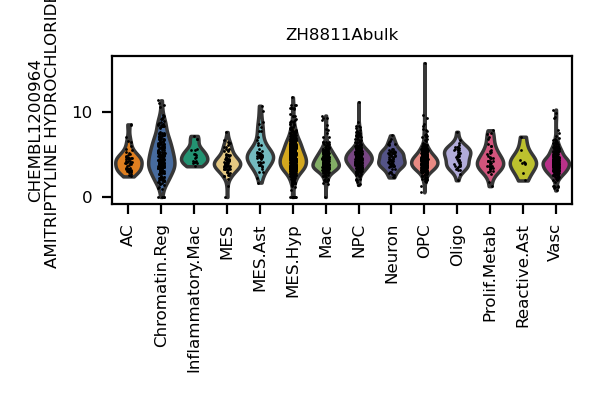 ZH8811Abulk
CHEMBL1200964
AMITRIPTYLINE HYDROCHLORIDE
10
0
AC
Chromatin.Reg
Inflammatory.Mac
MES
MES.Ast
MES.Hyp
Mac
NPC
Neuron
OPC
Oligo
Prolif.Metab
Reactive.Ast
Vasc